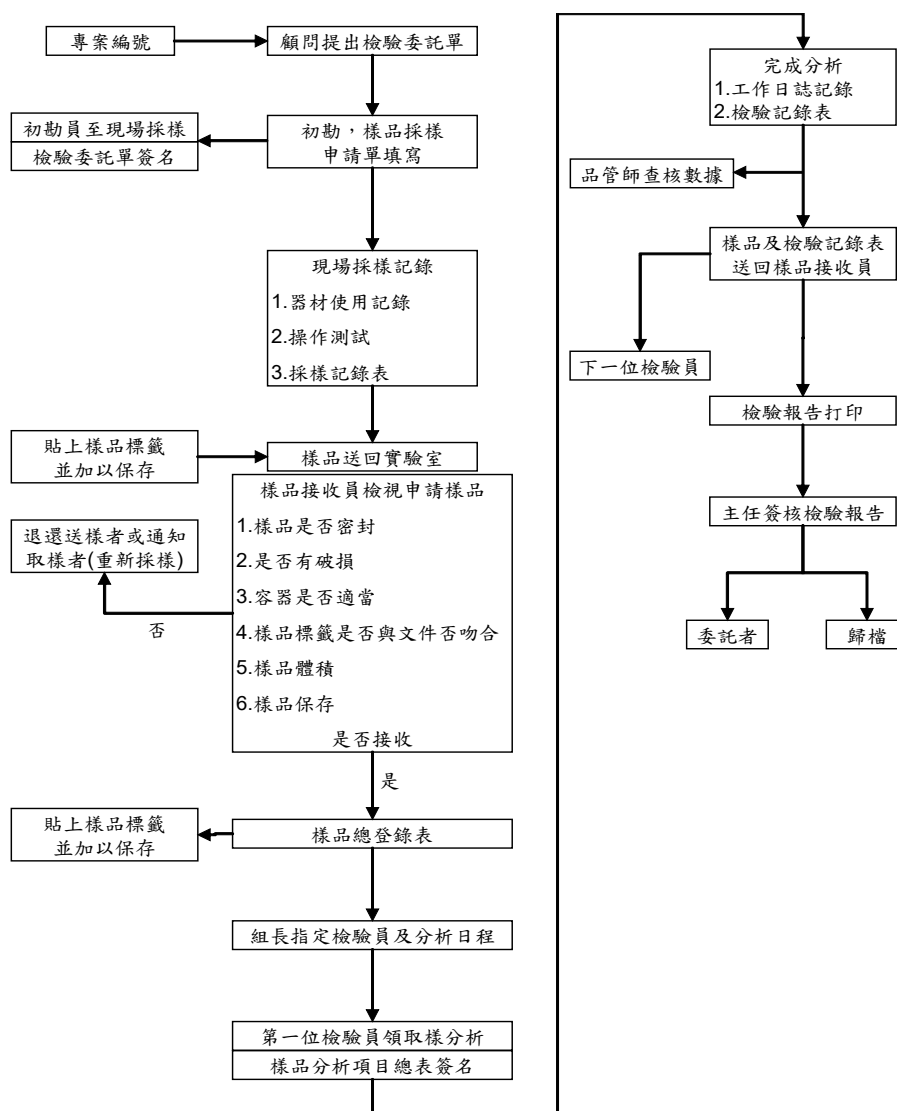 專案編號
顧問提出檢驗委託單
初勘員至現場採樣
檢驗委託單簽名
初勘，樣品採樣
申請單填寫
現場採樣記錄
1.器材使用記錄
2.操作測試
3.採樣記錄表
貼上樣品標籤
並加以保存
樣品送回實驗室
樣品接收員檢視申請樣品
1.樣品是否密封
2.是否有破損
3.容器是否適當
4.樣品標籤是否與文件否吻合
5.樣品體積
6.樣品保存
是否接收
退還送樣者或通知
取樣者(重新採樣)
否
是
貼上樣品標籤
並加以保存
樣品總登錄表
組長指定檢驗員及分析日程
第一位檢驗員領取樣分析
樣品分析項目總表簽名
完成分析
1.工作日誌記錄
2.檢驗記錄表
品管師查核數據
樣品及檢驗記錄表
送回樣品接收員
下一位檢驗員
檢驗報告打印
主任簽核檢驗報告
委託者
歸檔